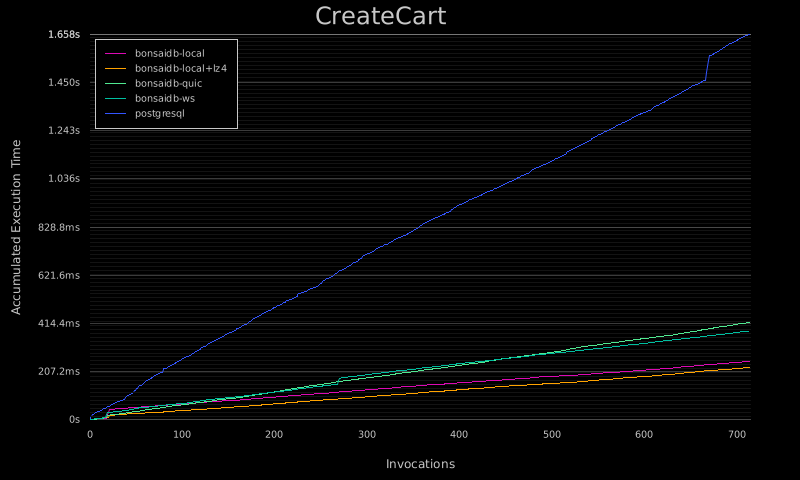 CreateCart
1.658s
1.450s
1.243s
1.036s
828.8ms
621.6ms
414.4ms
207.2ms
0s
Accumulated Execution Time
bonsaidb-local
bonsaidb-local+lz4
bonsaidb-quic
bonsaidb-ws
postgresql
0 100 200 300 400 500 600 700
Invocations